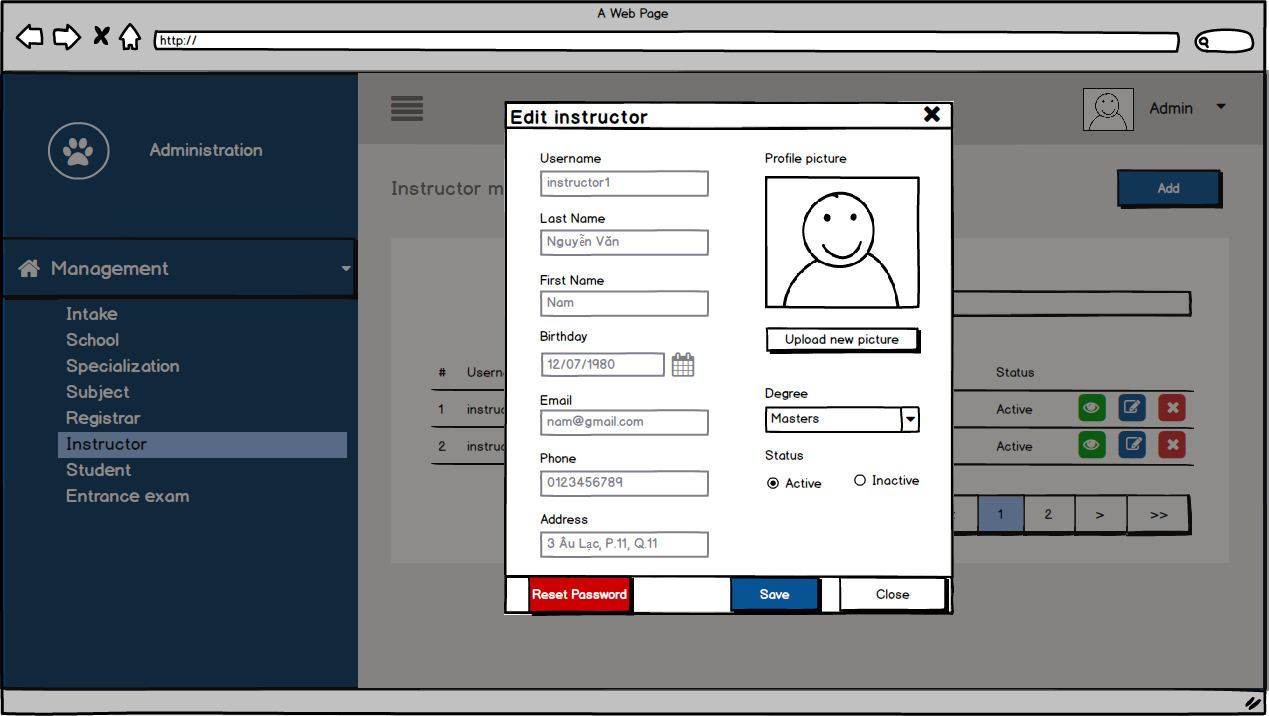 A Web Page
http://
Administration
Admin
Instructor m
Add
Management
Intake
School
Specialization
Subject
Registrar
Instructor
Student
Entrance exam
# Usern Status
1 instruc Active
2 instruc Active
1 2 > >>
Edit instructor
Username
instructor1
Last Name
Nguyễn Văn
First Name
Nam
Birthday
12/07/1980
Email
nam@gmail.com
Phone
0123456789
Address
3 Âu Lạc, P.11, Q.11
Profile picture
Upload new picture
Degree
Masters
Status
Active Inactive
Reset Password Save Close